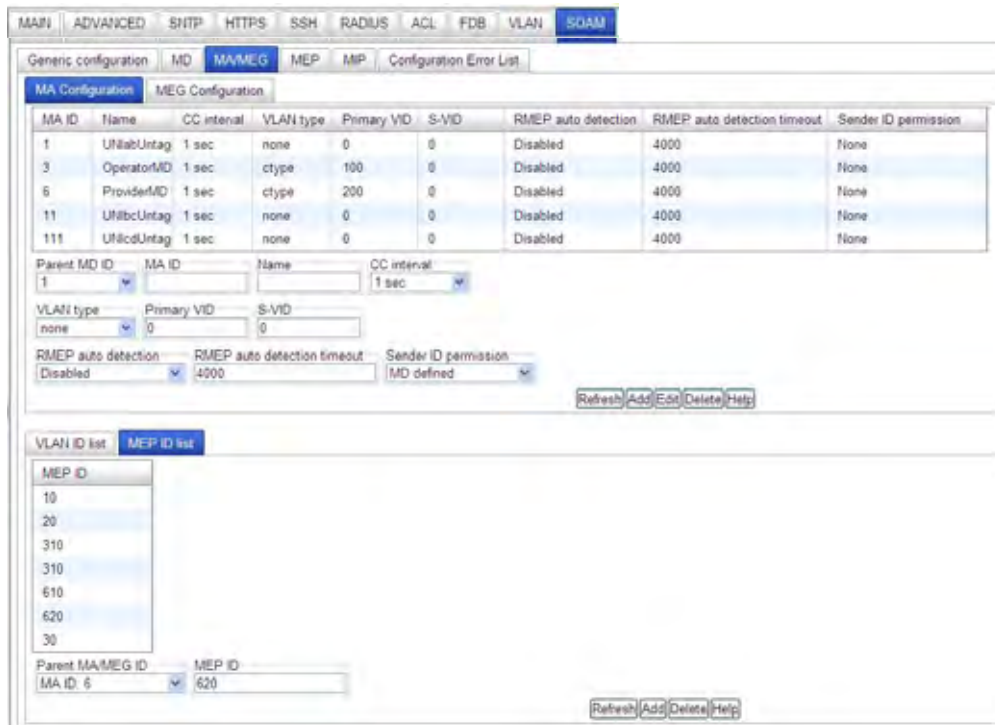 MAIN ADVANCED SNTP HTTPS SSH RADIUS ACL FDB VLAN SOAM
Generic configuration MD MA/MEG MEP MIP Configuration Error List
MA Configuration MEG Configuration
MA ID Name CC interval VLAN type Primary VID S-VID RMEP auto detection RMEP auto detection timeout Sender ID permission
1 UNIabUntag 1 sec none 0 0 Disabled 4000 None
3 OperatorMD 1 sec ctype 100 0 Disabled 4000 None
6 ProviderMD 1 sec ctype 200 0 Disabled 4000 None
11 UNIbcUntag 1 sec none 0 0 Disabled 4000 None
111 UNIcdUntag 1 sec none 0 0 Disabled 4000 None
Parent MD ID MA ID Name CC interval
1 1 sec
VLAN type Primary VID S-VID
none 0 0
RMEP auto detection RMEP auto detection timeout Sender ID permission
Disabled 4000 MD defined
Refresh Add Edit Delete Help
VLAN ID list MEP ID list
MEP ID
10
20
310
310
610
620
30
Parent MA/MEG ID MEP ID
MA ID: 6 620
Refresh Add Delete Help